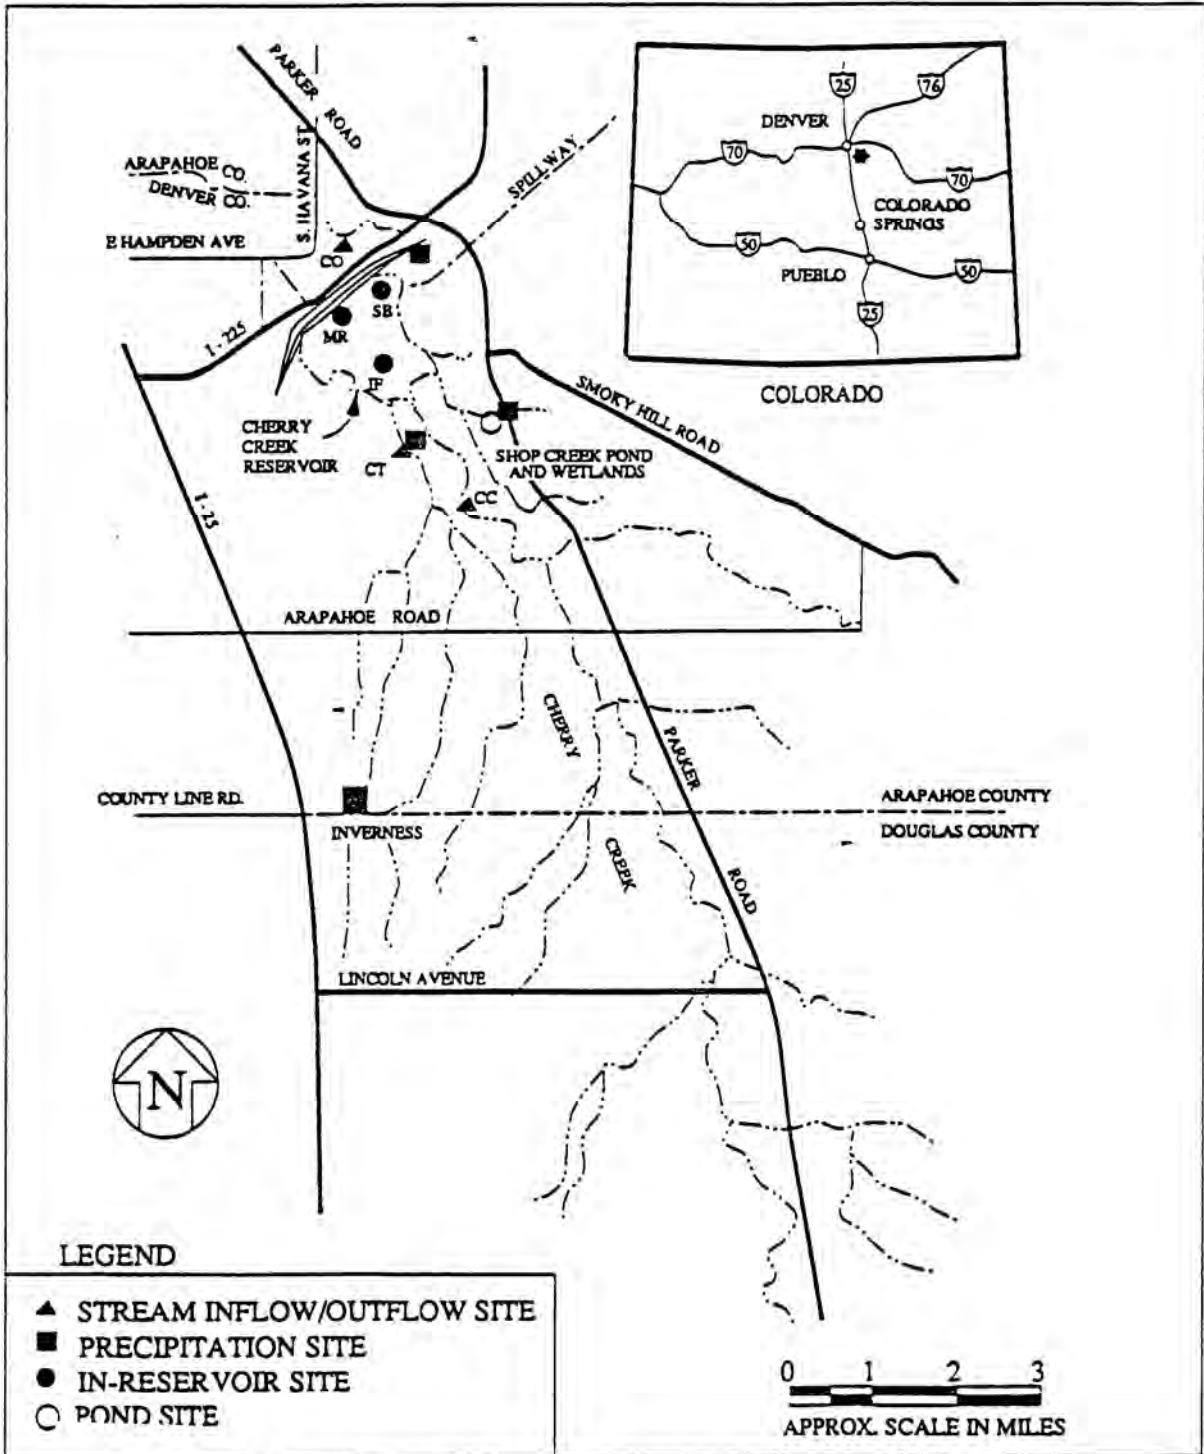 PARKER ROAD
S. HAVANA ST.
ARAPAHOE CO.
DENVER CO.
E HAMPDEN AVE
SPILLWAY
CO
SB
MR
IF
I - 225
CHERRY
CREEK
RESERVOIR
CT
CC
SHOP CREEK POND
AND WETLANDS
SMOKY HILL ROAD
25
76
DENVER
70
70
COLORADO
SPRINGS
50
PUEBLO
50
25
COLORADO
I - 25
ARAPAHOE ROAD
CHERRY
CREEK
PARKER
ROAD
COUNTY LINE RD.
ARAPAHOE COUNTY
DOUGLAS COUNTY
INVERNESS
LINCOLN AVENUE
N
LEGEND
STREAM INFLOW/OUTFLOW SITE
PRECIPITATION SITE
IN-RESERVOIR SITE
POND SITE
0 1 2 3
APPROX. SCALE IN MILES